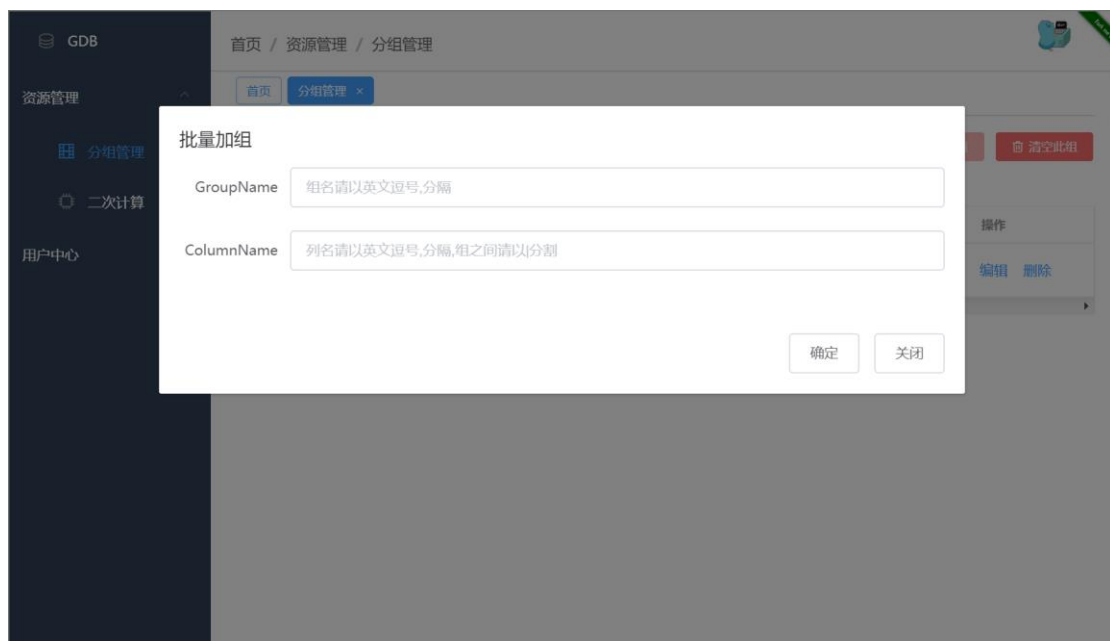 GDB
首页 / 资源管理 / 分组管理
资源管理
首页
分组管理 ×
批量加组
分组管理
清空此组
GroupName
组名请以英文逗号,分隔
二次计算
操作
用户中心
ColumnName
列名请以英文逗号,分隔,组之间请以|分割
编辑 删除
确定
关闭